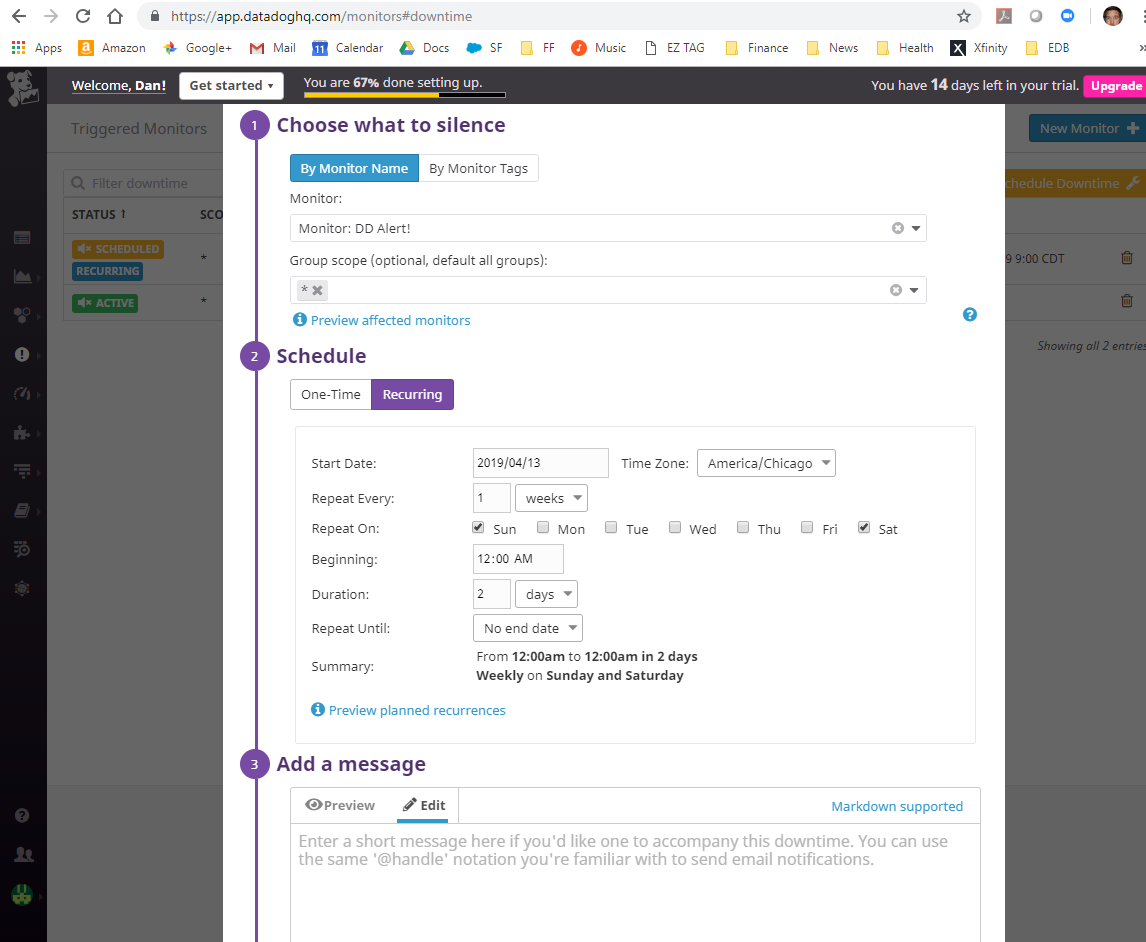 https://app.datadoghq.com/monitors#downtime
Apps Amazon Google+ Mail 11 Calendar Docs SF FF Music EZ TAG Finance News Health Xfinity EDB »
Welcome, Dan! Get started You are 67% done setting up. You have 14 days left in your trial. Upgrade
Triggered Monitors New Monitor +
Filter downtime chedule Downtime
STATUS SCO
SCHEDULED * 9 9:00 CDT
RECURRING
ACTIVE *
Showing all 2 entries
1 Choose what to silence
By Monitor Name By Monitor Tags
Monitor:
Monitor: DD Alert!
Group scope (optional, default all groups):
*
Preview affected monitors
2 Schedule
One-Time Recurring
Start Date: 2019/04/13 Time Zone: America/Chicago
Repeat Every: 1 weeks
Repeat On: Sun Mon Tue Wed Thu Fri Sat
Beginning: 12:00 AM
Duration: 2 days
Repeat Until: No end date
Summary: From 12:00am to 12:00am in 2 days
Weekly on Sunday and Saturday
Preview planned recurrences
3 Add a message
Preview Edit Markdown supported
Enter a short message here if you'd like one to accompany this downtime. You can use
the same '@handle' notation you're familiar with to send email notifications.